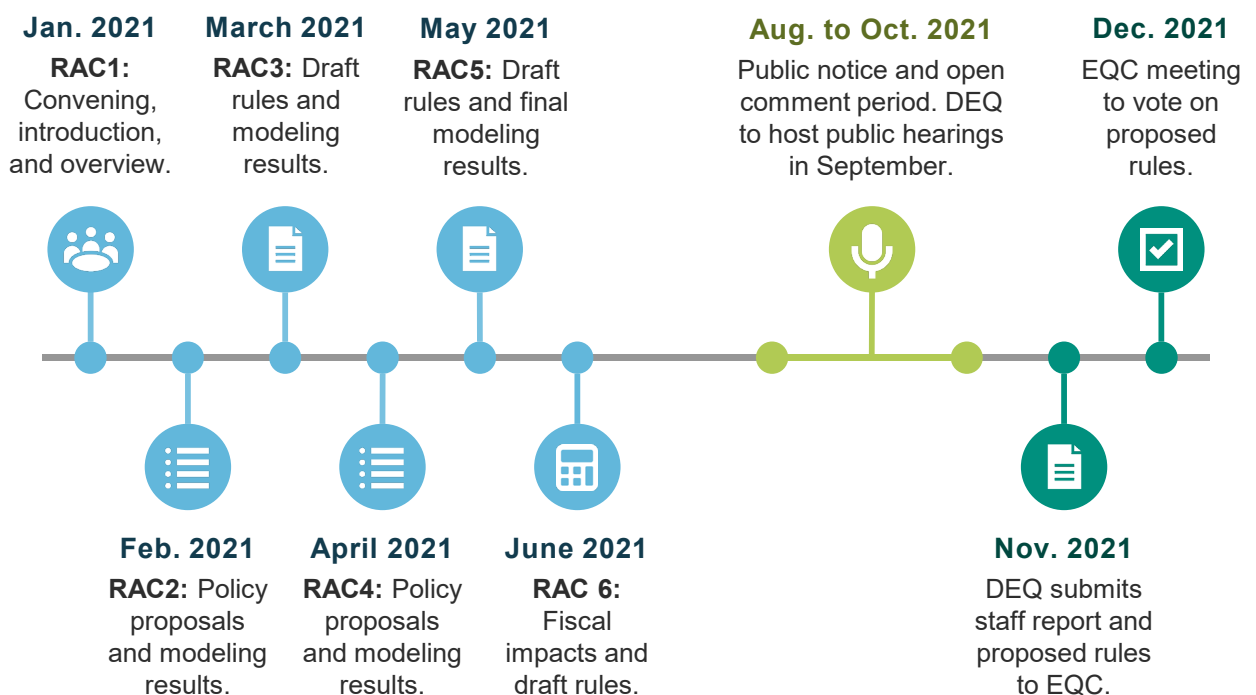 Jan. 2021
RAC1:
Convening,
introduction,
and overview.
March 2021
RAC3: Draft
rules and
modeling
results.
May 2021
RAC5: Draft
rules and final
modeling
results.
Aug. to Oct. 2021
Public notice and open
comment period. DEQ
to host public hearings
in September.
Dec. 2021
EQC meeting
to vote on
proposed
rules.
Feb. 2021
RAC2: Policy
proposals
and modeling
results.
April 2021
RAC4: Policy
proposals
and modeling
results.
June 2021
RAC 6:
Fiscal
impacts and
draft rules.
Nov. 2021
DEQ submits
staff report and
proposed rules
to EQC.